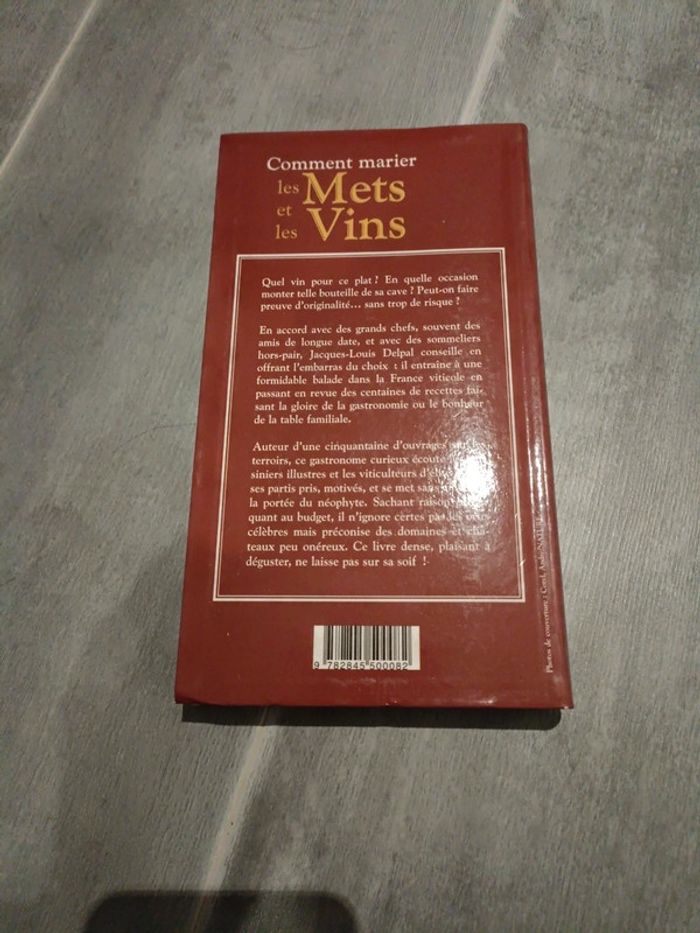 Comment marier
les Mets
et
les Vins
Quel vin pour ce plat ? En quelle occasion
monter telle bouteille de sa cave ? Peut-on faire
preuve d'originalité... sans trop de risque ?
En accord avec des grands chefs, souvent des
amis de longue date, et avec des sommeliers
hors-pair, Jacques-Louis Delpal conseille en
offrant l'embarras du choix : il entraîne à une
formidable balade dans la France viticole en
passant en revue des centaines de recettes fai-
sant la gloire de la gastronomie ou le bonheur
de la table familiale.
Auteur d'une cinquantaine d'ouvrages
terroirs, ce gastronome curieux écoute
siniers illustres et les viticulteurs
ses partis pris, motivés, et se met
la portée du néophyte. Sachant
quant au budget, il n'ignore certes pas
célèbres mais préconise des domaines et
teaux peu onéreux. Ce livre dense, plaisant à
déguster, ne laisse pas sur sa soif !
9 782845 500082
Photos de couverture : Corel,